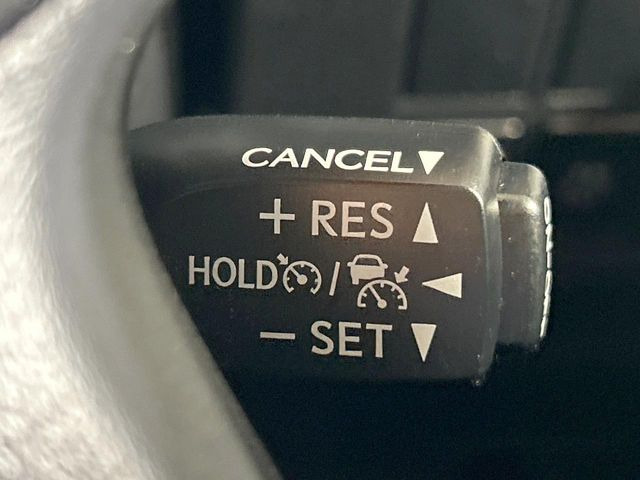 CANCEL▼
+ RES ▲
HOLD / ◀
− SET ▼